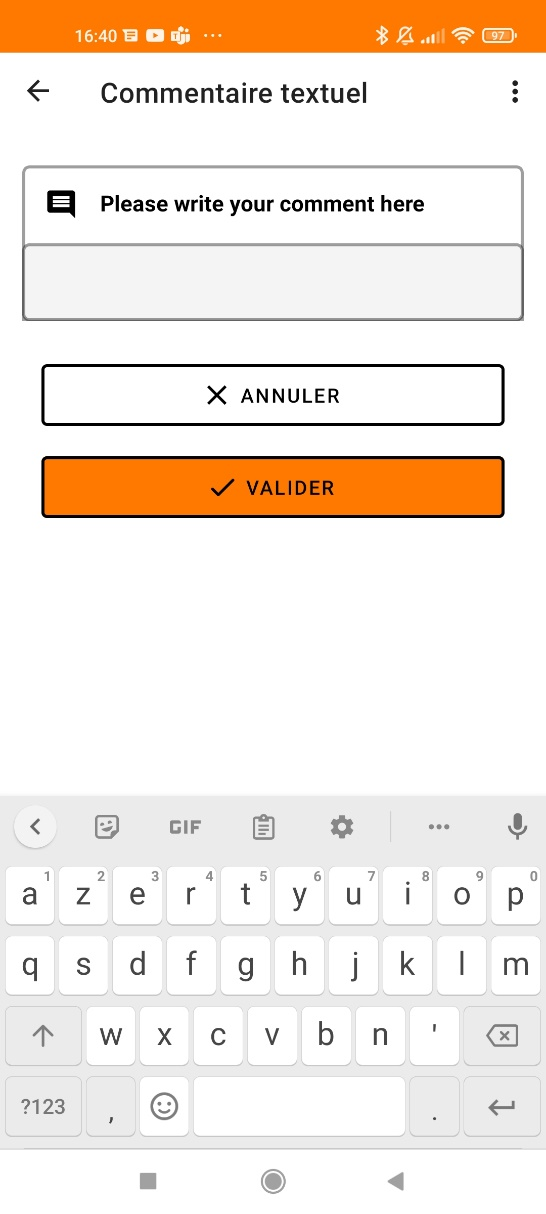 16:40 ... 97
Commentaire textuel
Please write your comment here
ANNULER
VALIDER
GIF
1 2 3 4 5 6 7 8 9 0
a z e r t y u i o p
q s d f g h j k l m
w x c v b n '
?123 , .